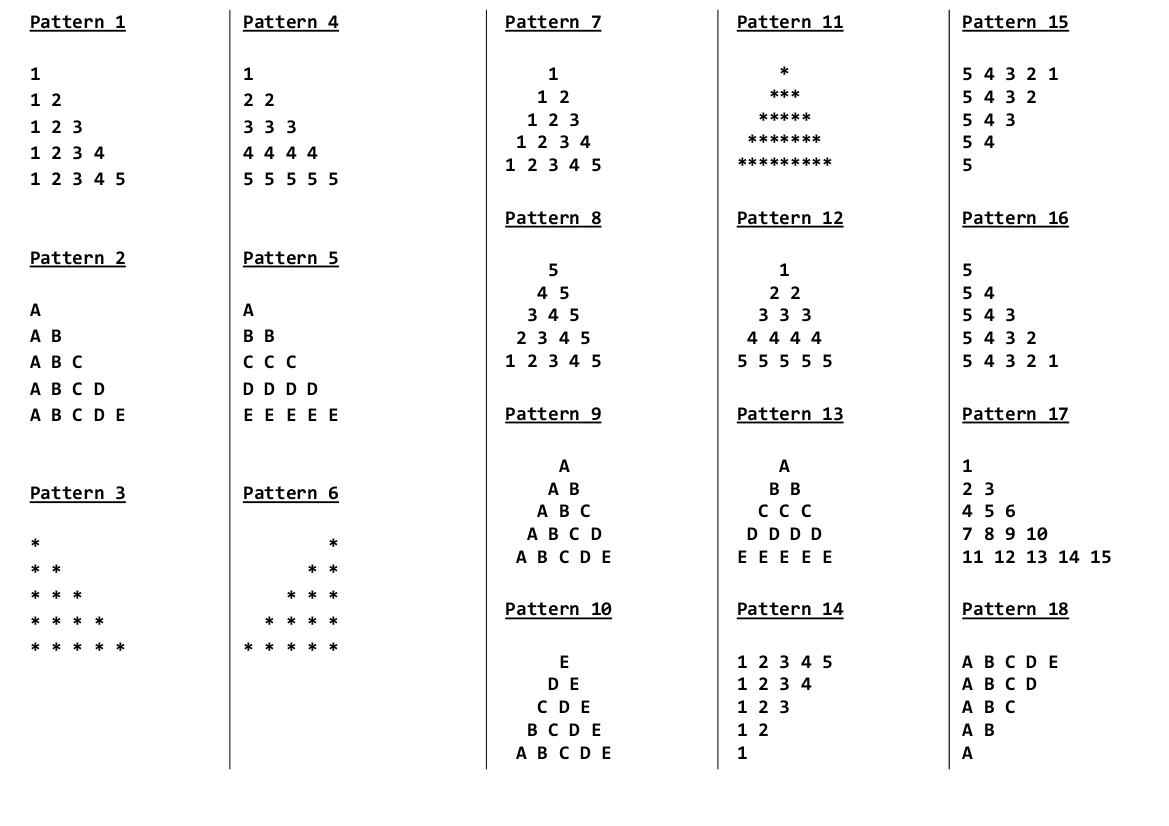 Pattern 1
1
1 2
1 2 3
1 2 3 4
1 2 3 4 5
Pattern 2
A
A B
A B C
A B C D
A B C D E
Pattern 3
*
* *
* * *
* * * *
* * * * *
Pattern 4
1
2 2
3 3 3
4 4 4 4
5 5 5 5 5
Pattern 5
A
B B
C C C
D D D D
E E E E E
Pattern 6
*
* *
* * *
* * * *
* * * * *
Pattern 7
1
1 2
1 2 3
1 2 3 4
1 2 3 4 5
Pattern 8
5
4 5
3 4 5
2 3 4 5
1 2 3 4 5
Pattern 9
A
A B
A B C
A B C D
A B C D E
Pattern 10
E
D E
C D E
B C D E
A B C D E
Pattern 11
*
***
*****
*******
*********
Pattern 12
1
2 2
3 3 3
4 4 4 4
5 5 5 5 5
Pattern 13
A
B B
C C C
D D D D
E E E E E
Pattern 14
1 2 3 4 5
1 2 3 4
1 2 3
1 2
1
Pattern 15
5 4 3 2 1
5 4 3 2
5 4 3
5 4
5
Pattern 16
5
5 4
5 4 3
5 4 3 2
5 4 3 2 1
Pattern 17
1
2 3
4 5 6
7 8 9 10
11 12 13 14 15
Pattern 18
A B C D E
A B C D
A B C
A B
A